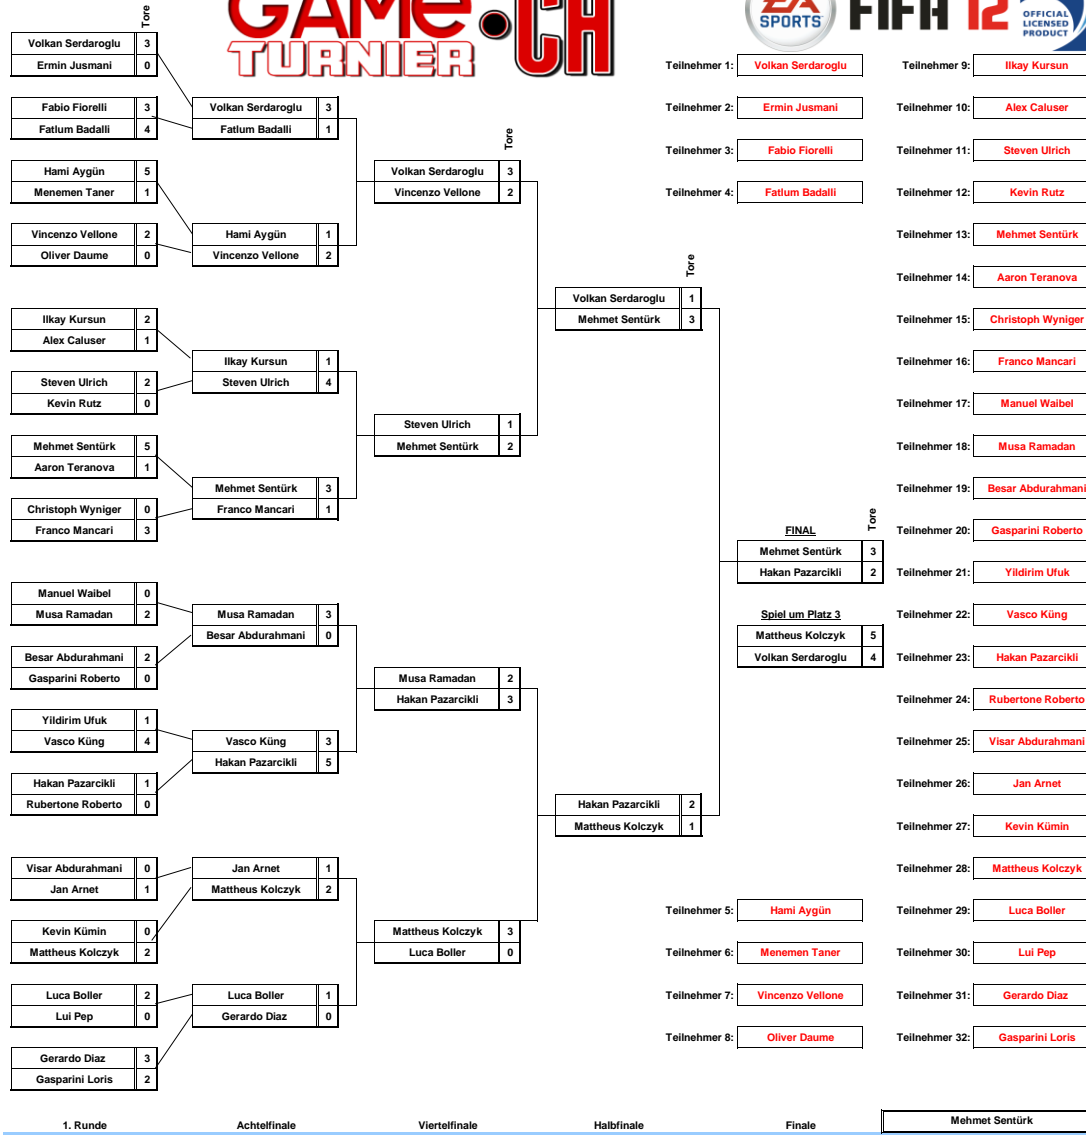 GAME.CH
TURNIER
EA
SPORTS
FIFA 12
OFFICIAL
LICENSED
PRODUCT
Tore
Volkan Serdaroglu 3
Ermin Jusmani 0
Fabio Fiorelli 3
Fatlum Badalli 4
Hami Aygün 5
Menemen Taner 1
Vincenzo Vellone 2
Oliver Daume 0
Ilkay Kursun 2
Alex Caluser 1
Steven Ulrich 2
Kevin Rutz 0
Mehmet Sentürk 5
Aaron Teranova 1
Christoph Wyniger 0
Franco Mancari 3
Manuel Waibel 0
Musa Ramadan 2
Besar Abdurahmani 2
Gasparini Roberto 0
Yildirim Ufuk 1
Vasco Küng 4
Hakan Pazarcikli 1
Rubertone Roberto 0
Visar Abdurahmani 0
Jan Arnet 1
Kevin Kümin 0
Mattheus Kolczyk 2
Luca Boller 2
Lui Pep 0
Gerardo Diaz 3
Gasparini Loris 2
1. Runde
Volkan Serdaroglu 3
Fatlum Badalli 1
Hami Aygün 1
Vincenzo Vellone 2
Ilkay Kursun 1
Steven Ulrich 4
Mehmet Sentürk 3
Franco Mancari 1
Musa Ramadan 3
Besar Abdurahmani 0
Vasco Küng 3
Hakan Pazarcikli 5
Jan Arnet 1
Mattheus Kolczyk 2
Luca Boller 1
Gerardo Diaz 0
Achtelfinale
Tore
Volkan Serdaroglu 3
Vincenzo Vellone 2
Steven Ulrich 1
Mehmet Sentürk 2
Musa Ramadan 2
Hakan Pazarcikli 3
Mattheus Kolczyk 3
Luca Boller 0
Viertelfinale
Tore
Volkan Serdaroglu 1
Mehmet Sentürk 3
Hakan Pazarcikli 2
Mattheus Kolczyk 1
Halbfinale
Tore
FINAL
Mehmet Sentürk 3
Hakan Pazarcikli 2
Spiel um Platz 3
Mattheus Kolczyk 5
Volkan Serdaroglu 4
Finale
Mehmet Sentürk
Teilnehmer 1: Volkan Serdaroglu
Teilnehmer 2: Ermin Jusmani
Teilnehmer 3: Fabio Fiorelli
Teilnehmer 4: Fatlum Badalli
Teilnehmer 5: Hami Aygün
Teilnehmer 6: Menemen Taner
Teilnehmer 7: Vincenzo Vellone
Teilnehmer 8: Oliver Daume
Teilnehmer 9: Ilkay Kursun
Teilnehmer 10: Alex Caluser
Teilnehmer 11: Steven Ulrich
Teilnehmer 12: Kevin Rutz
Teilnehmer 13: Mehmet Sentürk
Teilnehmer 14: Aaron Teranova
Teilnehmer 15: Christoph Wyniger
Teilnehmer 16: Franco Mancari
Teilnehmer 17: Manuel Waibel
Teilnehmer 18: Musa Ramadan
Teilnehmer 19: Besar Abdurahmani
Teilnehmer 20: Gasparini Roberto
Teilnehmer 21: Yildirim Ufuk
Teilnehmer 22: Vasco Küng
Teilnehmer 23: Hakan Pazarcikli
Teilnehmer 24: Rubertone Roberto
Teilnehmer 25: Visar Abdurahmani
Teilnehmer 26: Jan Arnet
Teilnehmer 27: Kevin Kümin
Teilnehmer 28: Mattheus Kolczyk
Teilnehmer 29: Luca Boller
Teilnehmer 30: Lui Pep
Teilnehmer 31: Gerardo Diaz
Teilnehmer 32: Gasparini Loris